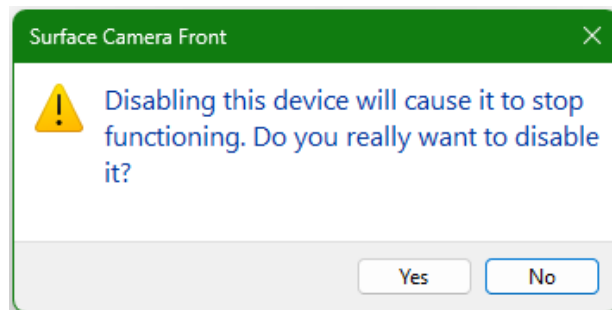 Surface Camera Front
Disabling this device will cause it to stop
functioning. Do you really want to disable
it?
Yes
No